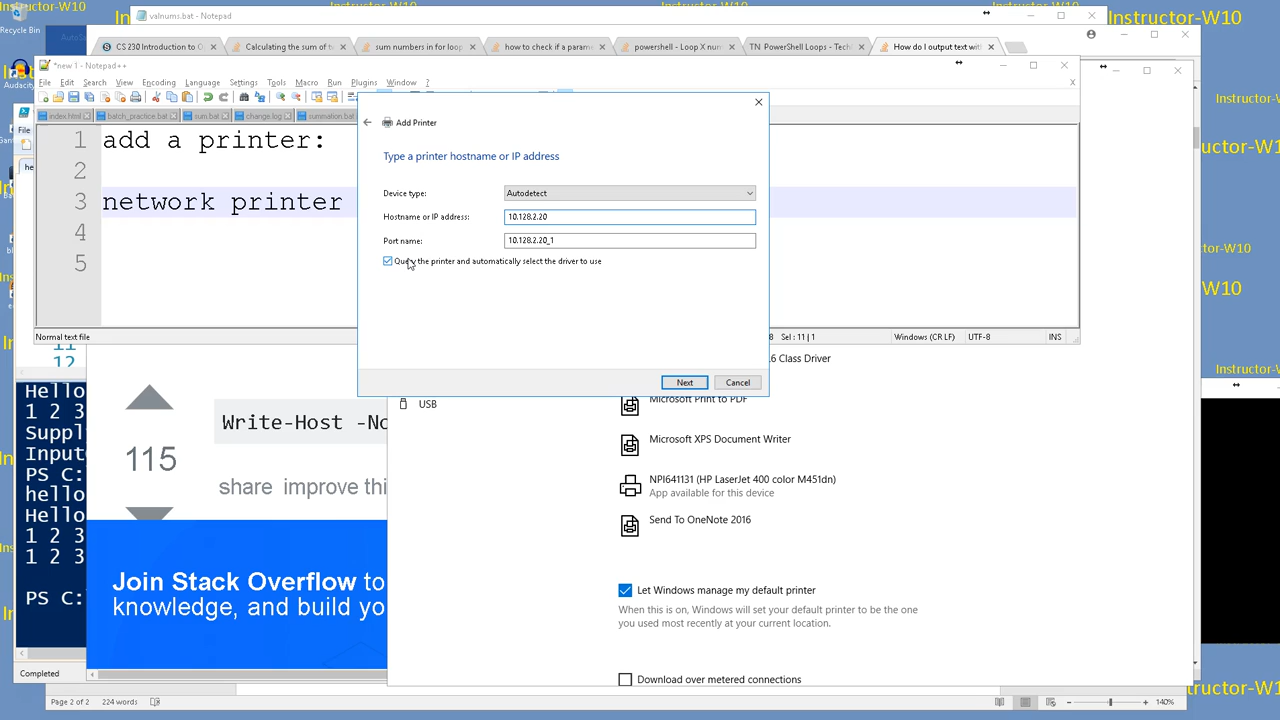 Instructor-W10
valnums.bat - Notepad
Recycle Bin
CS 230 Introduction to O
Calculating the sum of t
sum numbers in for loop
how to check if a param
powershell - Loop X num
TN PowerShell Loops - Tech
How do I output text wit
*new 1 - Notepad++
File Edit Search View Encoding Language Settings Tools Macro Run Plugins Window ?
index.html
batch_practice.bat
sum.bat
change.log
summation.bat
1 add a printer:
2
3 network printer
4
5
Normal text file
Sel : 11 | 1
Windows (CR LF)
UTF-8
INS
Add Printer
Type a printer hostname or IP address
Device type: Autodetect
Hostname or IP address: 10.128.2.20
Port name: 10.128.2.20_1
Query the printer and automatically select the driver to use
Next
Cancel
6 Class Driver
USB
Microsoft Print to PDF
Microsoft XPS Document Writer
NPI641131 (HP LaserJet 400 color M451dn)
App available for this device
Send To OneNote 2016
Let Windows manage my default printer
When this is on, Windows will set your default printer to be the one
you used most recently at your current location.
Download over metered connections
File
11
12
Hello
1 2 3
Supply
Input
PS C:
hello
Hello
1 2 3
1 2 3
PS C:
Completed
115
Write-Host -No
share improve thi
Join Stack Overflow to
knowledge, and build yo
Page 2 of 2
224 words
140%